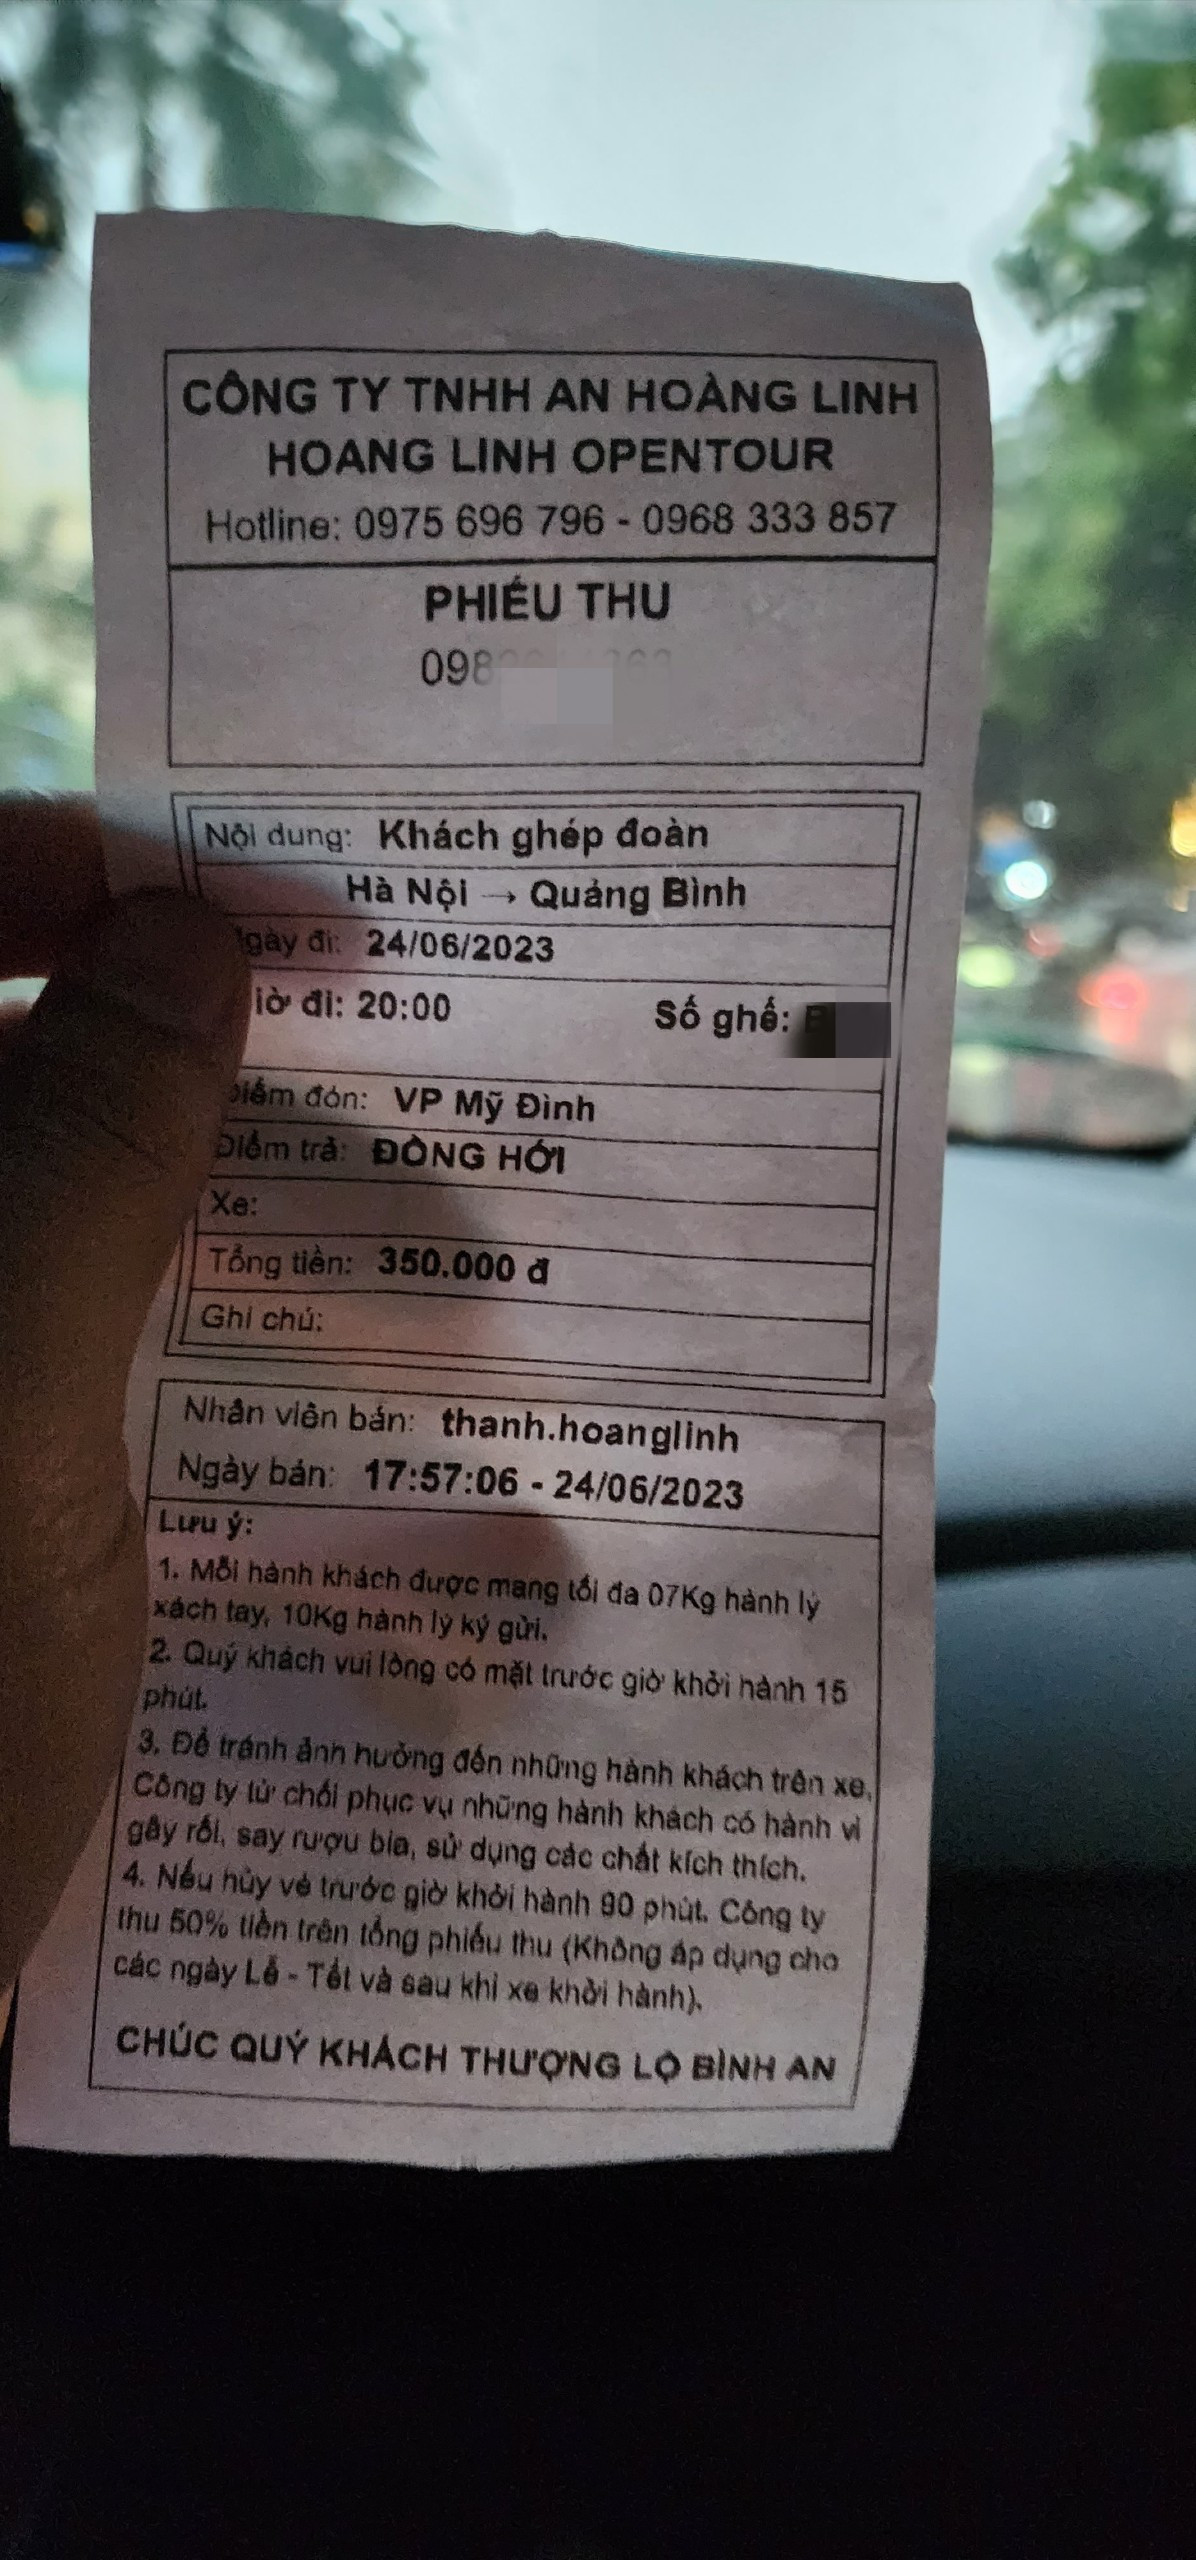 CÔNG TY TNHH AN HOÀNG LINH
HOANG LINH OPENTOUR
Hotline: 0975 696 796 - 0968 333 857
PHIẾU THU
098
Nội dung: Khách ghép đoàn
Hà Nội → Quảng Bình
gày đi: 24/06/2023
iờ đi: 20:00 Số ghế:
iểm đón: VP Mỹ Đình
Điểm trả: ĐỒNG HỚI
Xe:
Tổng tiền: 350.000 đ
Ghi chú:
Nhân viên bán: thanh.hoanglinh
Ngày bán: 17:57:06 - 24/06/2023
Lưu ý:
1. Mỗi hành khách được mang tối đa 07Kg hành lý
xách tay, 10Kg hành lý ký gửi.
2. Quý khách vui lòng có mặt trước giờ khởi hành 15
phút.
3. Để tránh ảnh hưởng đến những hành khách trên xe,
Công ty từ chối phục vụ những hành khách có hành vi
gây rối, say rượu bia, sử dụng các chất kích thích.
4. Nếu hủy vé trước giờ khởi hành 90 phút. Công ty
thu 50% tiền trên tổng phiếu thu (Không áp dụng cho
các ngày Lễ - Tết và sau khi xe khởi hành).
CHÚC QUÝ KHÁCH THƯỢNG LỘ BÌNH AN